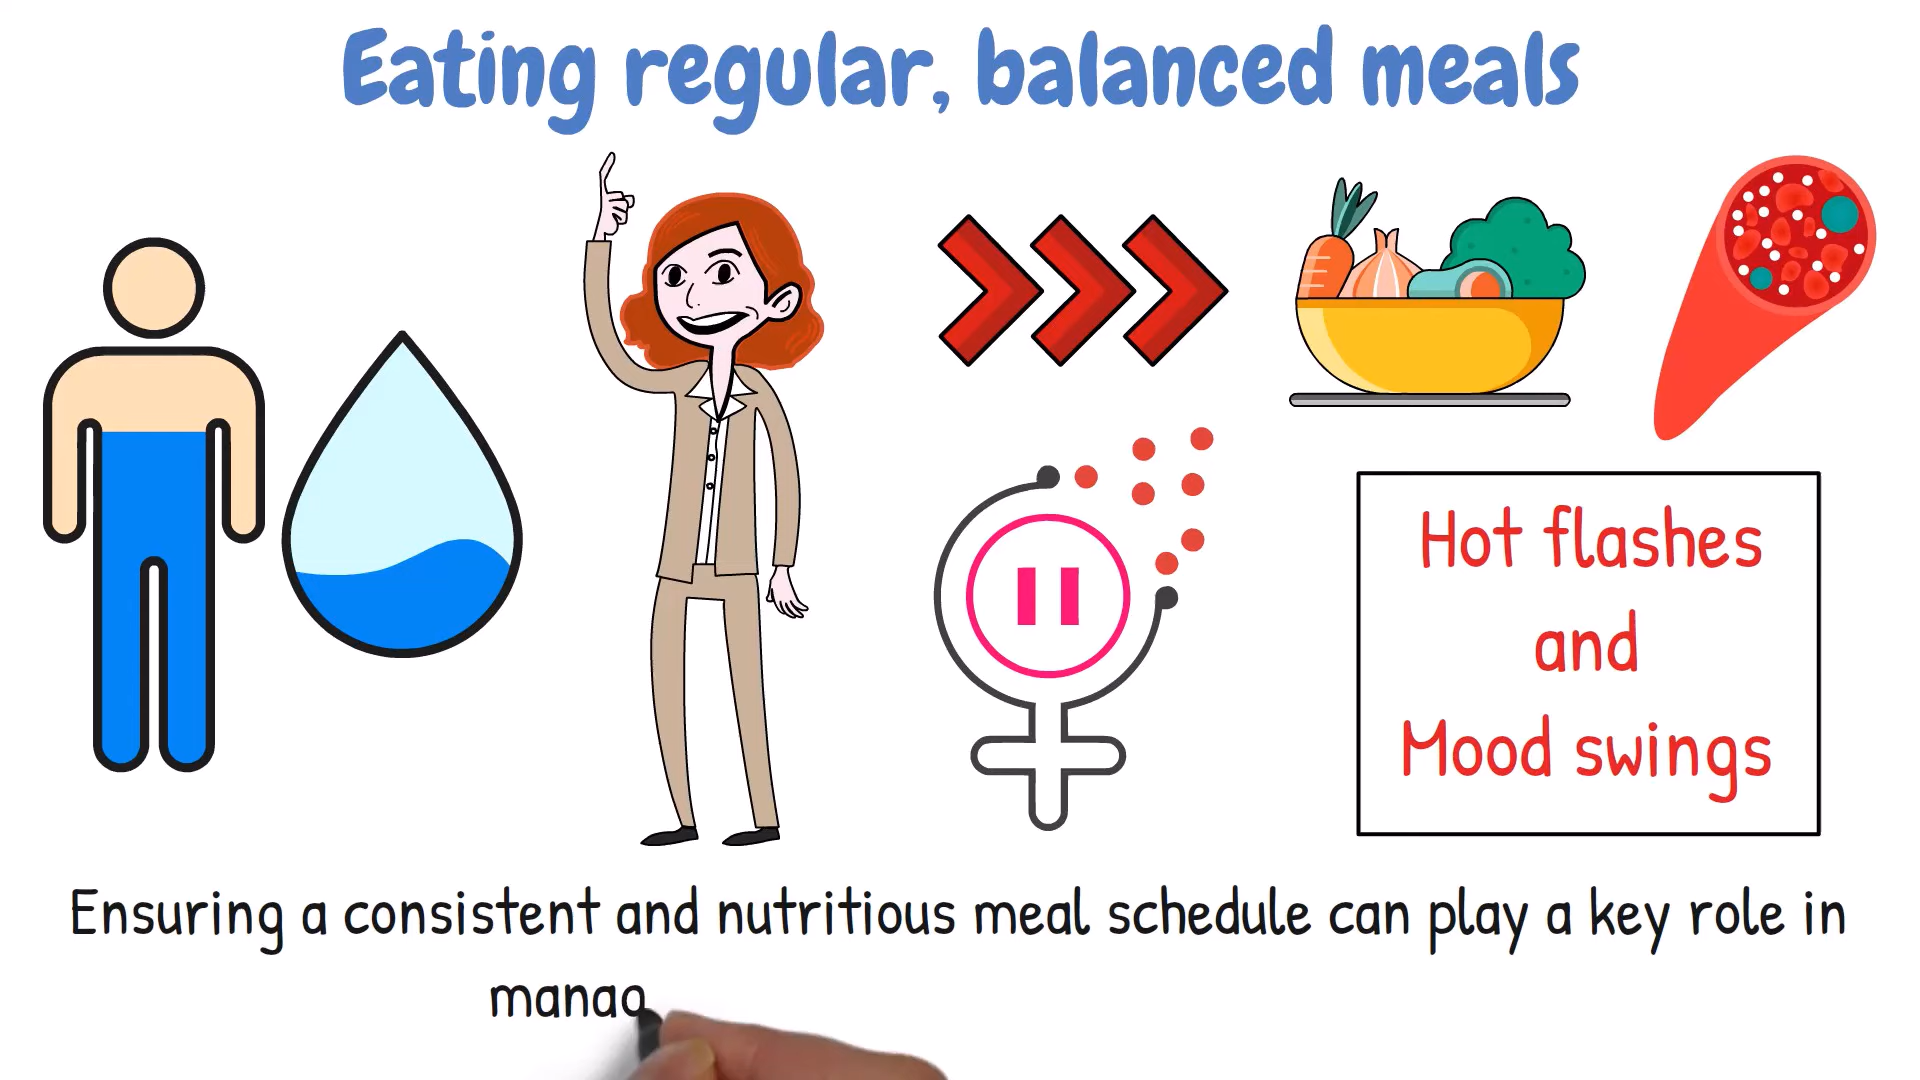 Eating regular, balanced meals
Hot flashes
and
Mood swings
Ensuring a consistent and nutritious meal schedule can play a key role in